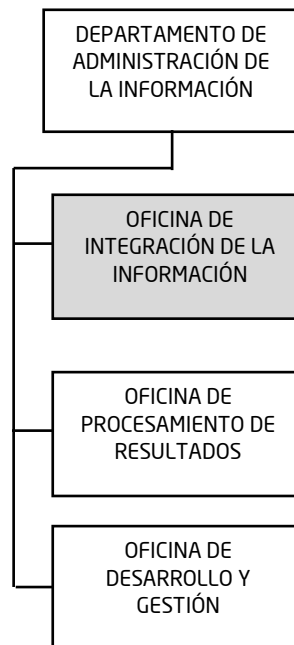 DEPARTAMENTO DE
ADMINISTRACIÓN DE
LA INFORMACIÓN
OFICINA DE
INTEGRACIÓN DE LA
INFORMACIÓN
OFICINA DE
PROCESAMIENTO DE
RESULTADOS
OFICINA DE
DESARROLLO Y
GESTIÓN